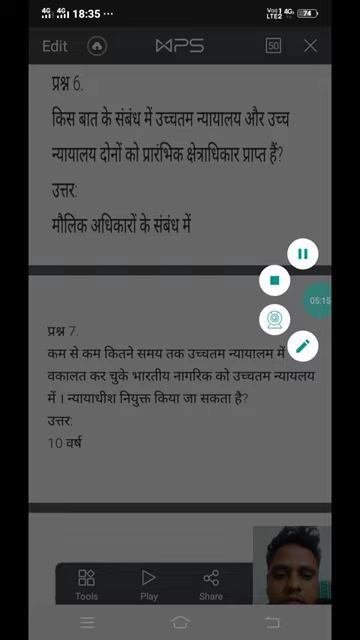 4G 4G 18:35 ... Vo) 1 LTE2 4G 74
Edit WPS 50
प्रश्न 6.
किस बात के संबंध में उच्चतम न्यायालय और उच्च
न्यायालय दोनों को प्रारंभिक क्षेत्राधिकार प्राप्त हैं?
उत्तर:
मौलिक अधिकारों के संबंध में
05:15
प्रश्न 7.
कम से कम कितने समय तक उच्चतम न्यायालम में
वकालत कर चुके भारतीय नागरिक को उच्चतम न्यायलय
में । न्यायाधीश नियुक्त किया जा सकता है?
उत्तर:
10 वर्ष
Tools Play Share